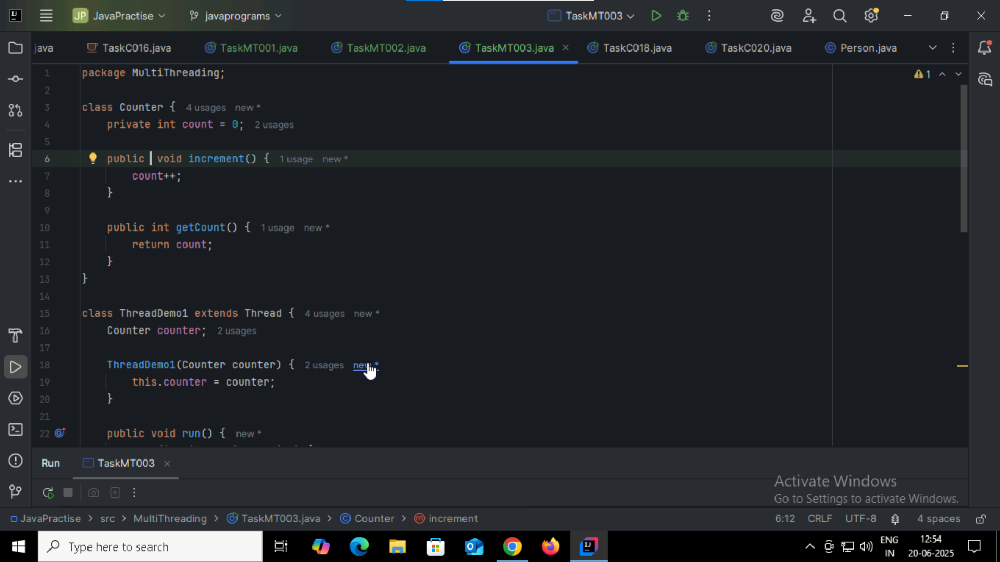 JP JavaPractise javaprograms TaskMT003
java TaskC016.java TaskMT001.java TaskMT002.java TaskMT003.java TaskC018.java TaskC020.java Person.java
1 package MultiThreading; 1
2
3 class Counter { 4 usages new *
4 private int count = 0; 2 usages
5
6 public void increment() { 1 usage new *
7 count++;
8 }
9
10 public int getCount() { 1 usage new *
11 return count;
12 }
13 }
14
15 class ThreadDemo1 extends Thread { 4 usages new *
16 Counter counter; 2 usages
17
18 ThreadDemo1(Counter counter) { 2 usages new *
19 this.counter = counter;
20 }
21
22 public void run() { new *
Run TaskMT003
Activate Windows
Go to Settings to activate Windows.
JavaPractise > src > MultiThreading > TaskMT003.java > Counter > increment 6:12 CRLF UTF-8 4 spaces
Type here to search ENG 12:54
IN 20-06-2025